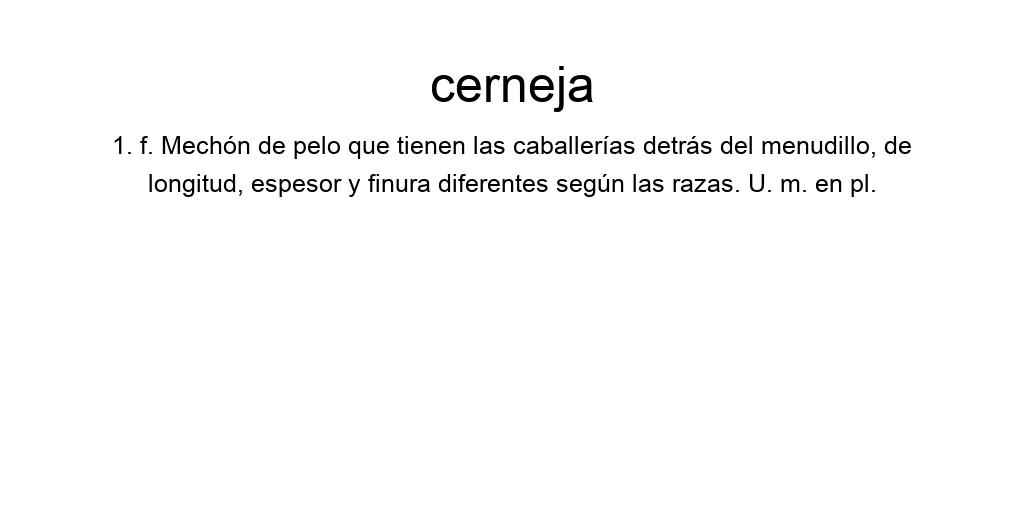 cerneja
1. f. Mechón de pelo que tienen las caballerías detrás del menudillo, de
longitud, espesor y finura diferentes según las razas. U. m. en pl.